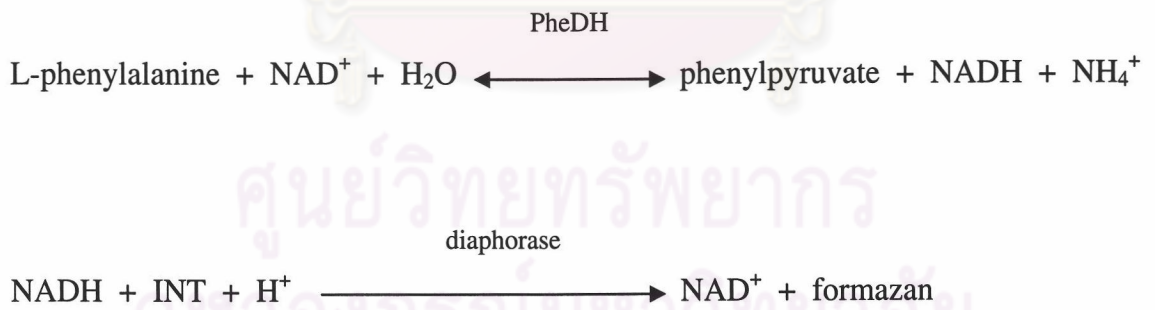 PheDH
L-phenylalanine + NAD⁺ + H₂O ⟷ phenylpyruvate + NADH + NH₄⁺
ศูนย์วิทยทรัพยากร
diaphorase
NADH + INT + H⁺ ⟶ NAD⁺ + formazan